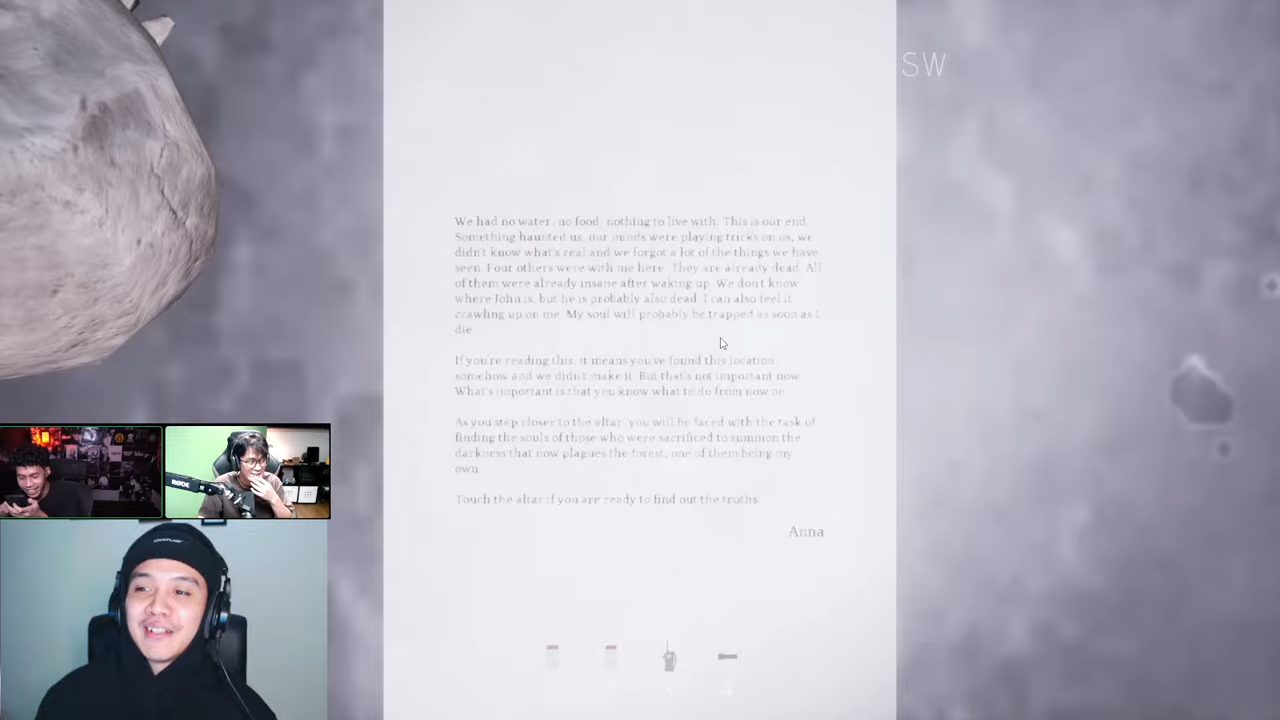 SW
We had no water, no food, nothing to live with. This is our end.
Something haunted us, our minds were playing tricks on us, we
didn't know what's real and we forgot a lot of the things we have
seen. Four others were with me here. They are already dead. All
of them were already insane after waking up. We don't know
where John is, but he is probably also dead. I can also feel it
crawling up on me. My soul will probably be trapped as soon as I
die.
If you're reading this, it means you've found this location
somehow and we didn't make it. But that's not important now.
What's important is that you know what to do from now on.
As you step closer to the altar, you will be faced with the task of
finding the souls of those who were sacrificed to summon the
darkness that now plagues the forest, one of them being my
own.
Touch the altar if you are ready to find out the truths.
Anna
RODE